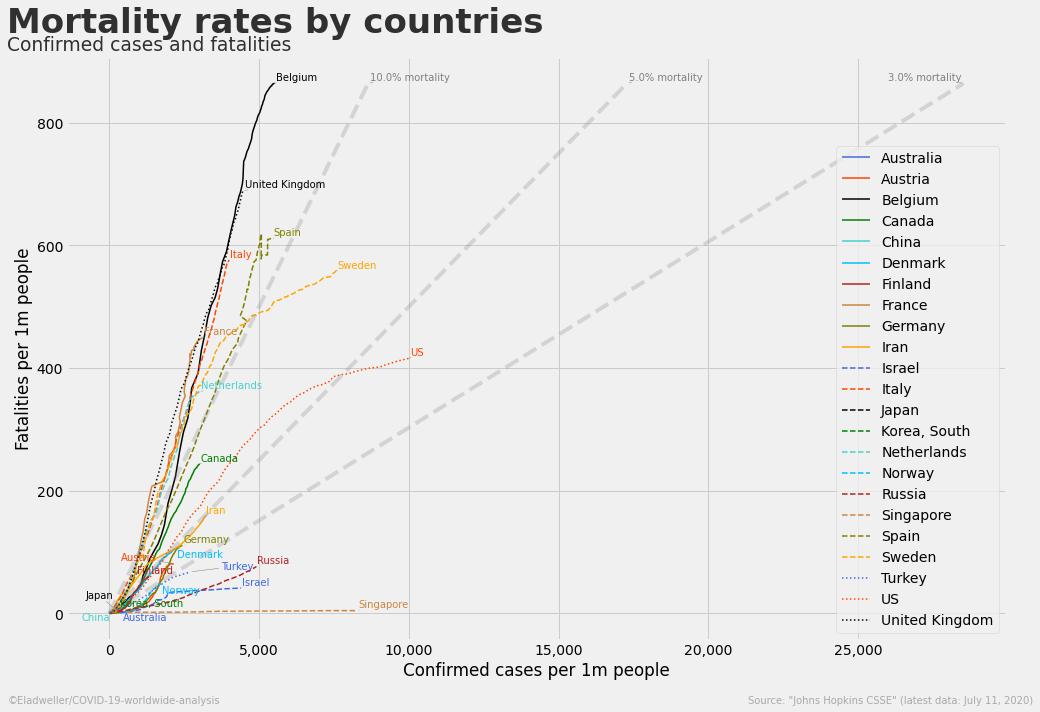 Mortality rates by countries
Confirmed cases and fatalities
Belgium
10.0% mortality
5.0% mortality
3.0% mortality
800
United Kingdom
Spain
600
Italy
Sweden
France
US
400
Netherlands
Canada
200
Iran
Germany
Austria
Denmark
Finland
Turkey
Russia
Norway
Israel
Japan
Korea, South
Singapore
0
China
Australia
Fatalities per 1m people
0
5,000
10,000
15,000
20,000
25,000
Confirmed cases per 1m people
Australia
Austria
Belgium
Canada
China
Denmark
Finland
France
Germany
Iran
Israel
Italy
Japan
Korea, South
Netherlands
Norway
Russia
Singapore
Spain
Sweden
Turkey
US
United Kingdom
©Eladweller/COVID-19-worldwide-analysis
Source: "Johns Hopkins CSSE" (latest data: July 11, 2020)